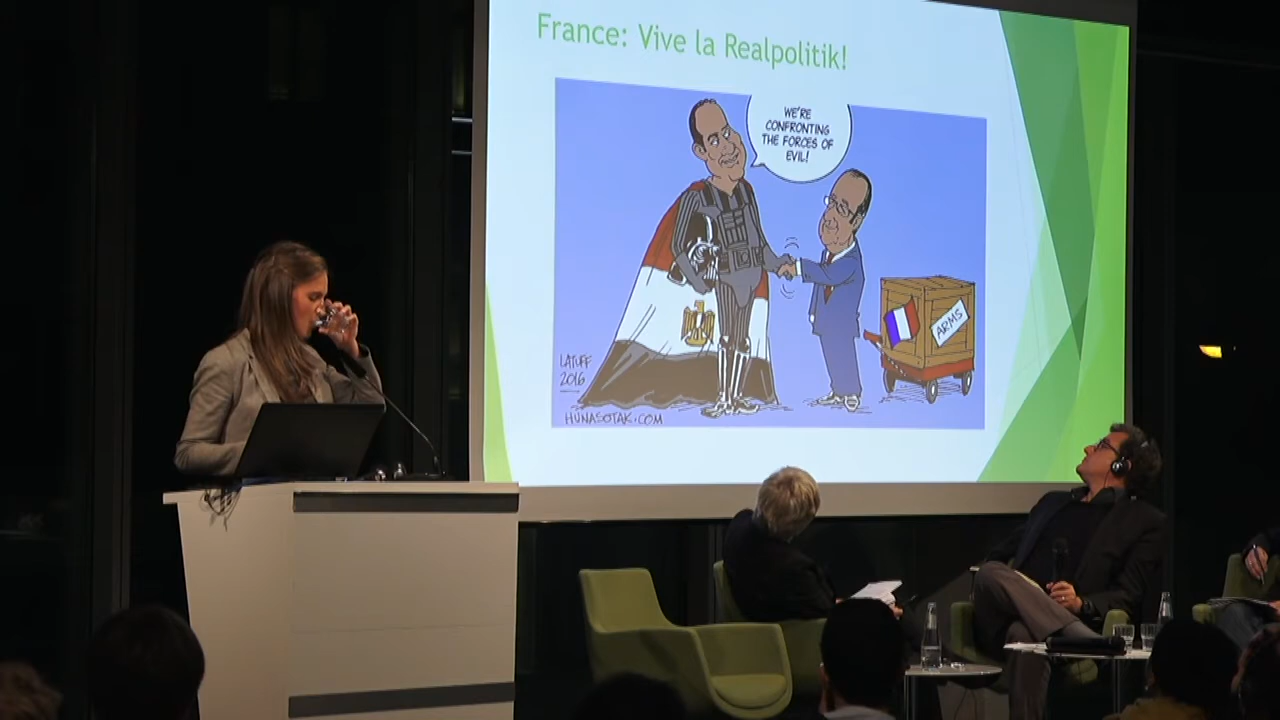 France: Vive la Realpolitik!
WE'RE
CONFRONTING
THE FORCES OF
EVIL!
ARMS
LATUFF
2016
HUNASOTAK.COM